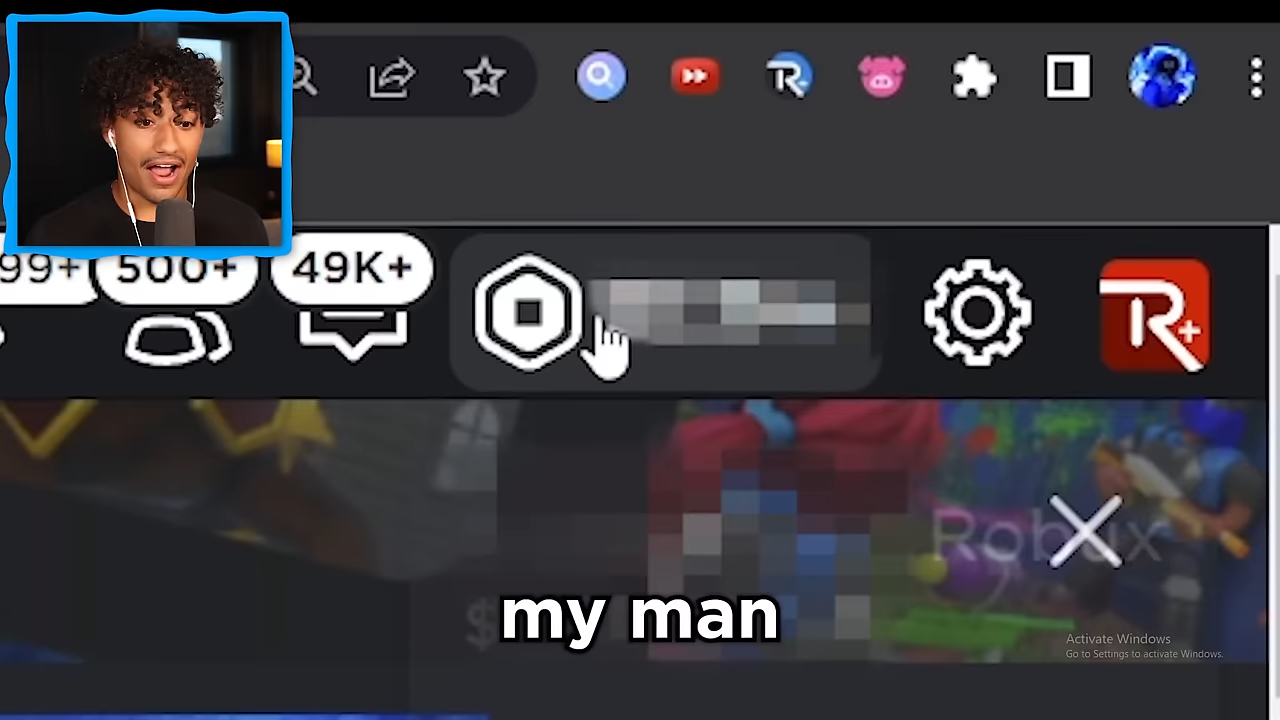 99+
500+
49K+
R+
Robux
$
my man
Activate Windows
Go to Settings to activate Windows.